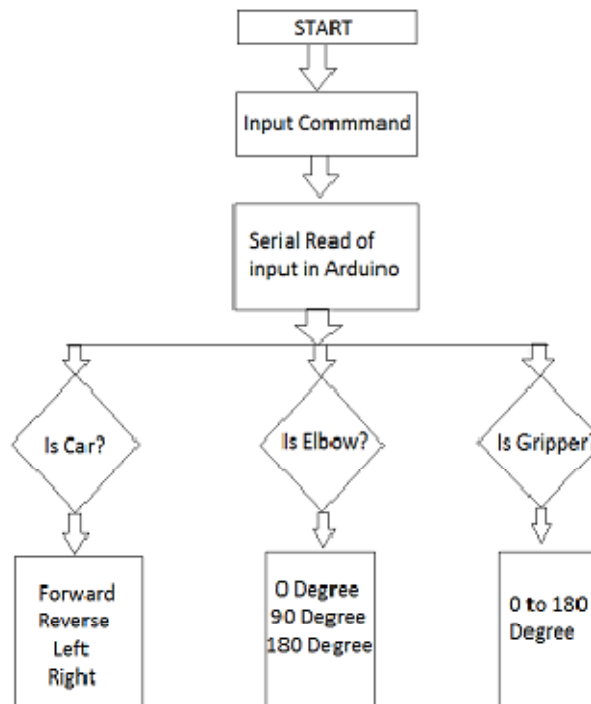 START
Input Commmand
Serial Read of
input in Arduino
Is Car?
Is Elbow?
Is Gripper?
Forward
Reverse
Left
Right
0 Degree
90 Degree
180 Degree
0 to 180
Degree